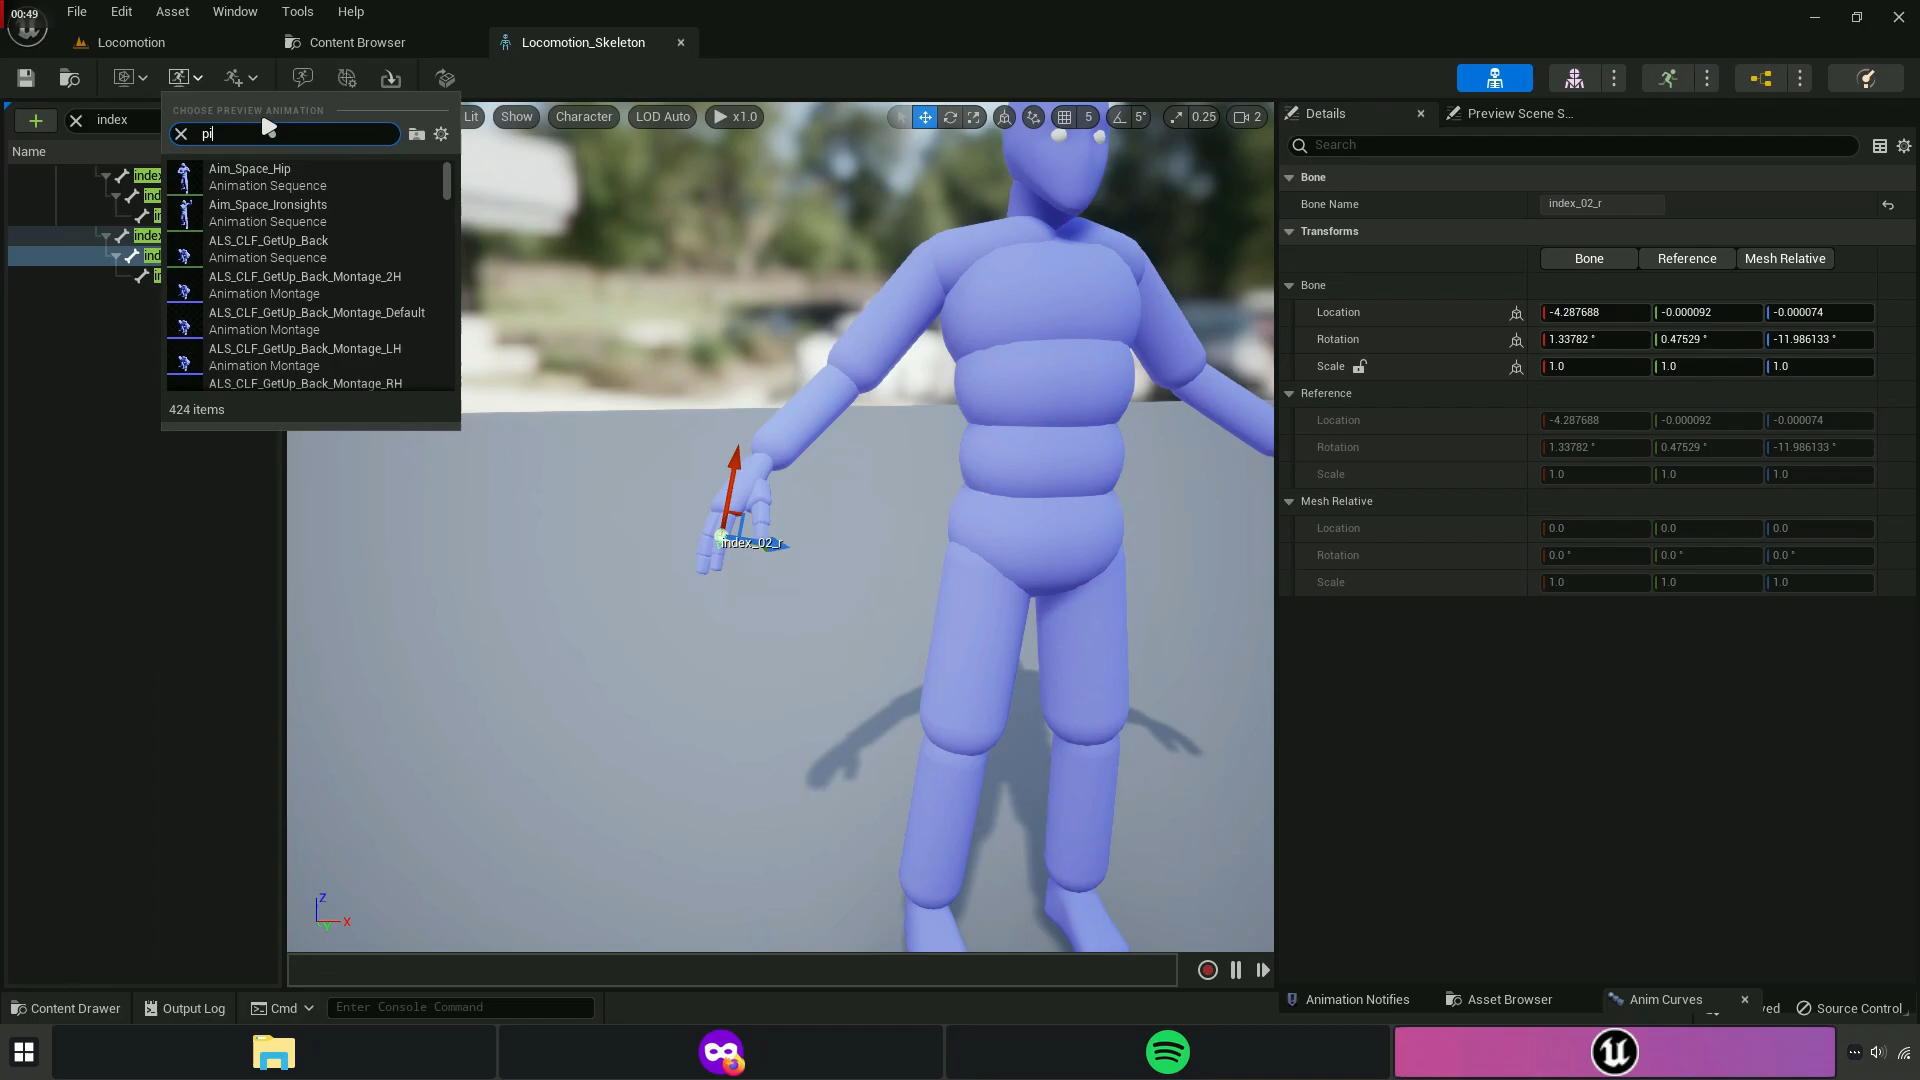 00:49
File Edit Asset Window Tools Help
Locomotion
Content Browser
Locomotion_Skeleton
index
Name
index
ind
i
index
ind
i
CHOOSE PREVIEW ANIMATION
pi
Aim_Space_Hip
Animation Sequence
Aim_Space_Ironsights
Animation Sequence
ALS_CLF_GetUp_Back
Animation Sequence
ALS_CLF_GetUp_Back_Montage_2H
Animation Montage
ALS_CLF_GetUp_Back_Montage_Default
Animation Montage
ALS_CLF_GetUp_Back_Montage_LH
Animation Montage
ALS_CLF_GetUp_Back_Montage_RH
424 items
Lit Show Character LOD Auto x1.0 5 5° 0.25 2
index_02_r
Z
X
Y
Details
Preview Scene S...
Search
Bone
Bone Name index_02_r
Transforms
Bone Reference Mesh Relative
Bone
Location -4.287688 -0.000092 -0.000074
Rotation 1.33782 ° 0.47529 ° -11.986133 °
Scale 1.0 1.0 1.0
Reference
Location -4.287688 -0.000092 -0.000074
Rotation 1.33782 ° 0.47529 ° -11.986133 °
Scale 1.0 1.0 1.0
Mesh Relative
Location 0.0 0.0 0.0
Rotation 0.0 ° 0.0 ° 0.0 °
Scale 1.0 1.0 1.0
Animation Notifies
Asset Browser
Anim Curves
Content Drawer
Output Log
Cmd
Enter Console Command
ved
Source Control